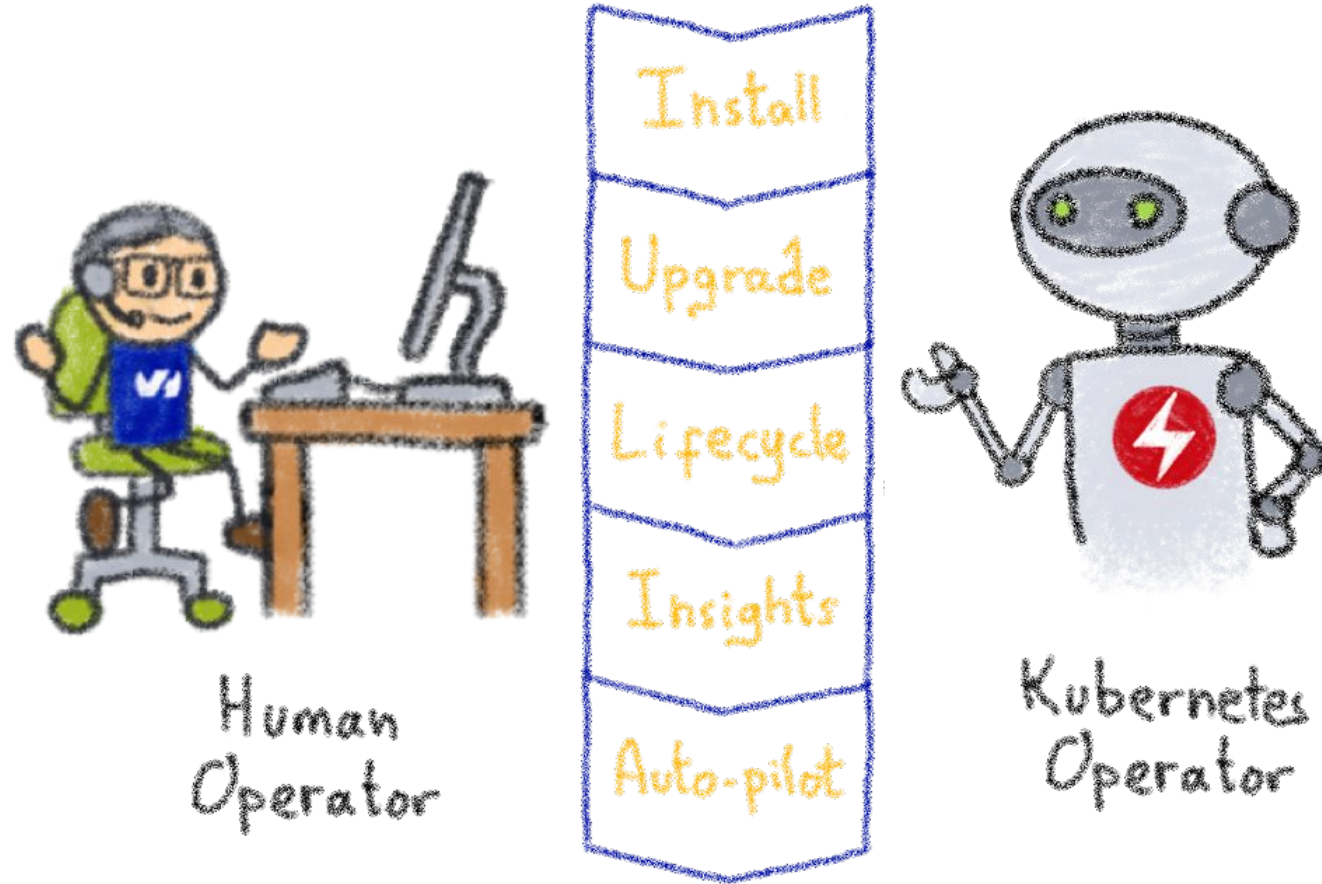 Install
Upgrade
Lifecycle
Insights
Auto-pilot
Human
Operator
Kubernetes
Operator